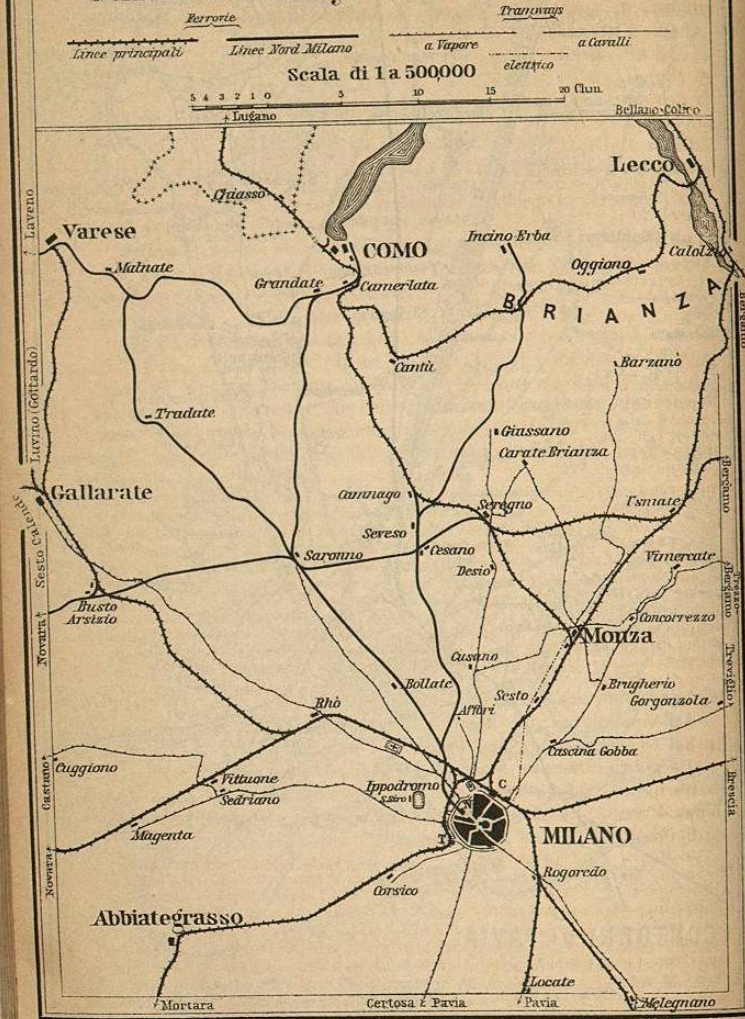 Ferrovie
Tramways
Linee principali
Linee Nord Milano
a Vapore
elettrico
a Cavalli
Scala di 1 a 500,000
5 4 3 2 1 0 5 10 15 20 Chm.
Lugano
Bellano-Colico
Laveno
Lecco
Chiasso
Varese
COMO
Incino-Erba
Malnate
Oggiono
Calolzio
Grandate
Camerlata
BRIANZA
Bergamo
Cantù
Barzanò
Luvino (Gottardo)
Tradate
Giussano
Carate Brianza
Bergamo
Gallarate
Camnago
Seregno
Usmate
Sesto Calende
Seveso
Saronno
Cesano
Vimercate
Desio
Bergamo
Trezzo-
Busto
Arsizio
Concorrezzo
Novara
Monza
Cusano
Treviglio
Bollate
Brugherio
Sesto
Gorgonzola
Rhò
Affori
Cascina Gobba
Cuggiono
Castano
Vittuone
Ippodromo
S. Siro
C
Brescia
Sedriano
N
Magenta
T
MILANO
Novara
Corsico
Rogoredo
Abbiategrasso
Locate
Mortara
Certosa
Pavia
Pavia
Melegnano